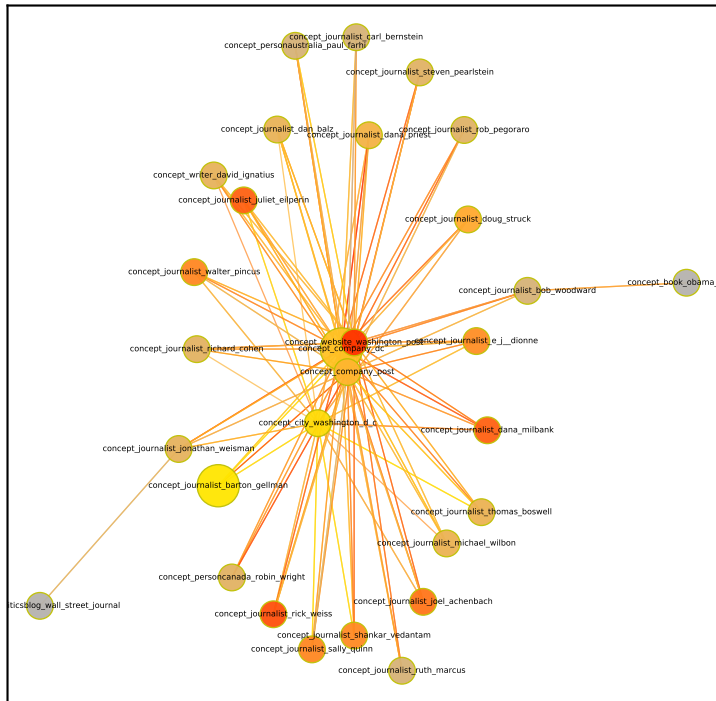 concept_journalist_carl_bernstein
concept_personaustralia_paul_farhi
concept_journalist_steven_pearlstein
concept_journalist_dan_balz
concept_journalist_dana_priest
concept_journalist_rob_pegoraro
concept_writer_david_ignatius
concept_journalist_juliet_eilperin
concept_journalist_doug_struck
concept_journalist_walter_pincus
concept_book_obama_
concept_journalist_bob_woodward
concept_website_washington_post
concept_journalist_e_j__dionne
concept_company_dc
concept_journalist_richard_cohen
concept_company_post
concept_city_washington_d_c
concept_journalist_dana_milbank
concept_journalist_jonathan_weisman
concept_journalist_barton_gellman
concept_journalist_thomas_boswell
concept_journalist_michael_wilbon
concept_personcanada_robin_wright
concept_journalist_joel_achenbach
liticsblog_wall_street_journal
concept_journalist_rick_weiss
concept_journalist_shankar_vedantam
concept_journalist_sally_quinn
concept_journalist_ruth_marcus